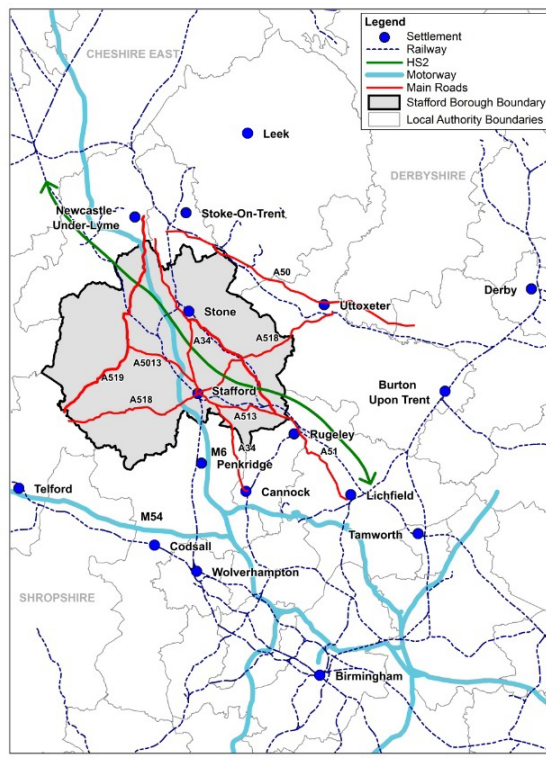 Legend
Settlement
Railway
HS2
Motorway
Main Roads
Stafford Borough Boundary
Local Authority Boundaries
CHESHIRE EAST
Leek
DERBYSHIRE
Newcastle-
Under-Lyme
Stoke-On-Trent
A50
Derby
Uttoxeter
Stone
A34
A518
A5013
A519
A518
Stafford
Burton
Upon Trent
A513
Rugeley
A34
A51
M6
Penkridge
Telford
Cannock
Lichfield
M54
Tamworth
Codsall
Wolverhampton
SHROPSHIRE
Birmingham